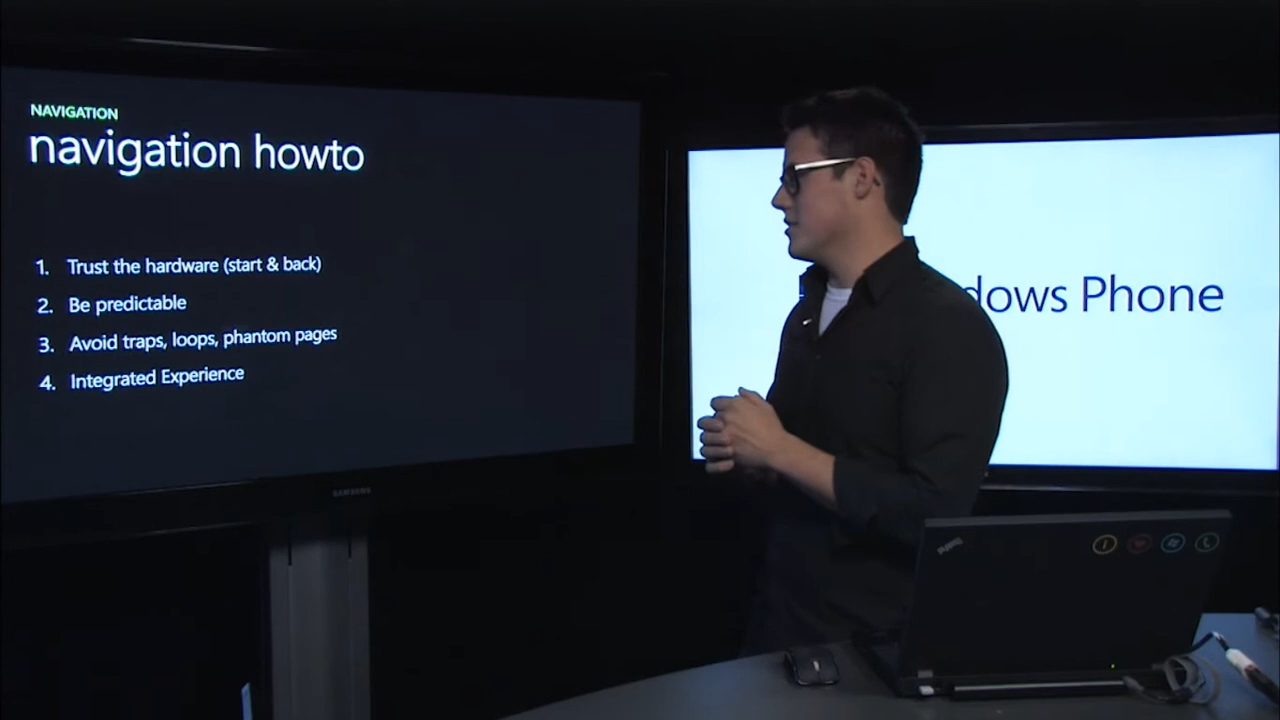 NAVIGATION
navigation howto
1. Trust the hardware (start & back)
2. Be predictable
3. Avoid traps, loops, phantom pages
4. Integrated Experience
SAMSUNG
dows Phone
ThinkPad